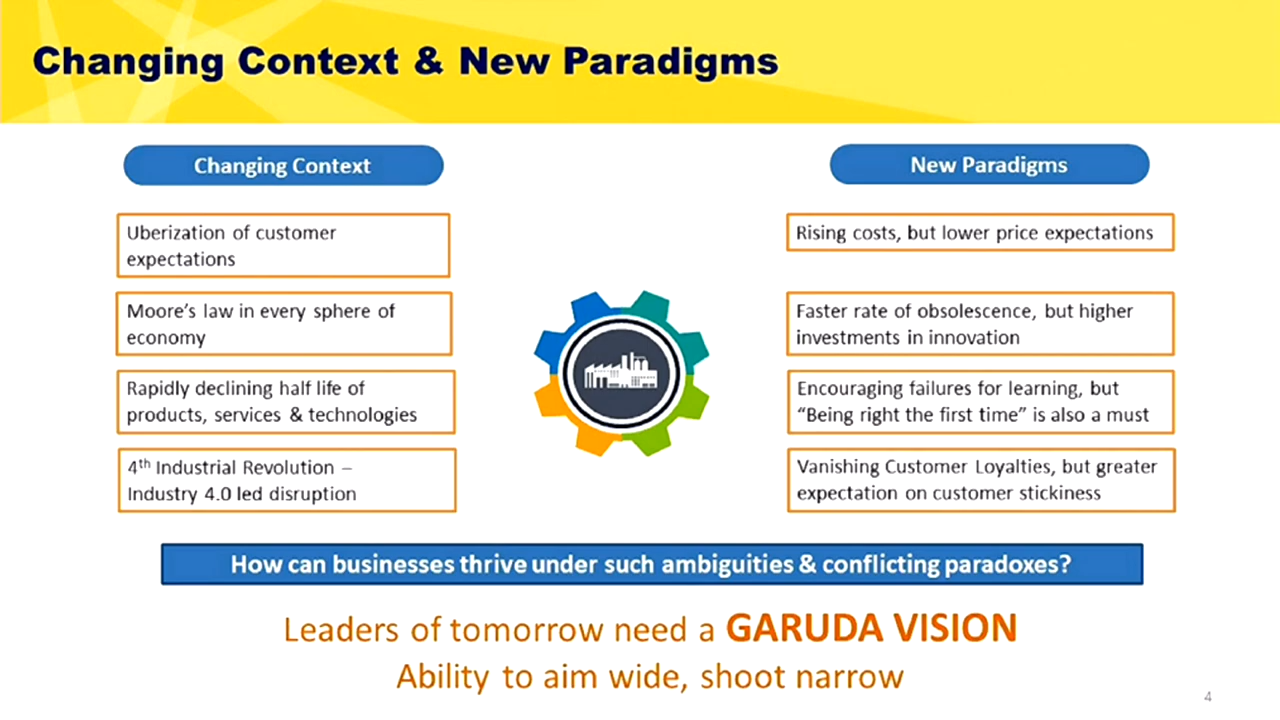 Changing Context & New Paradigms
Changing Context
Uberization of customer
expectations
Moore’s law in every sphere of
economy
Rapidly declining half life of
products, services & technologies
4th Industrial Revolution –
Industry 4.0 led disruption
New Paradigms
Rising costs, but lower price expectations
Faster rate of obsolescence, but higher
investments in innovation
Encouraging failures for learning, but
“Being right the first time” is also a must
Vanishing Customer Loyalties, but greater
expectation on customer stickiness
How can businesses thrive under such ambiguities & conflicting paradoxes?
Leaders of tomorrow need a GARUDA VISION
Ability to aim wide, shoot narrow
4